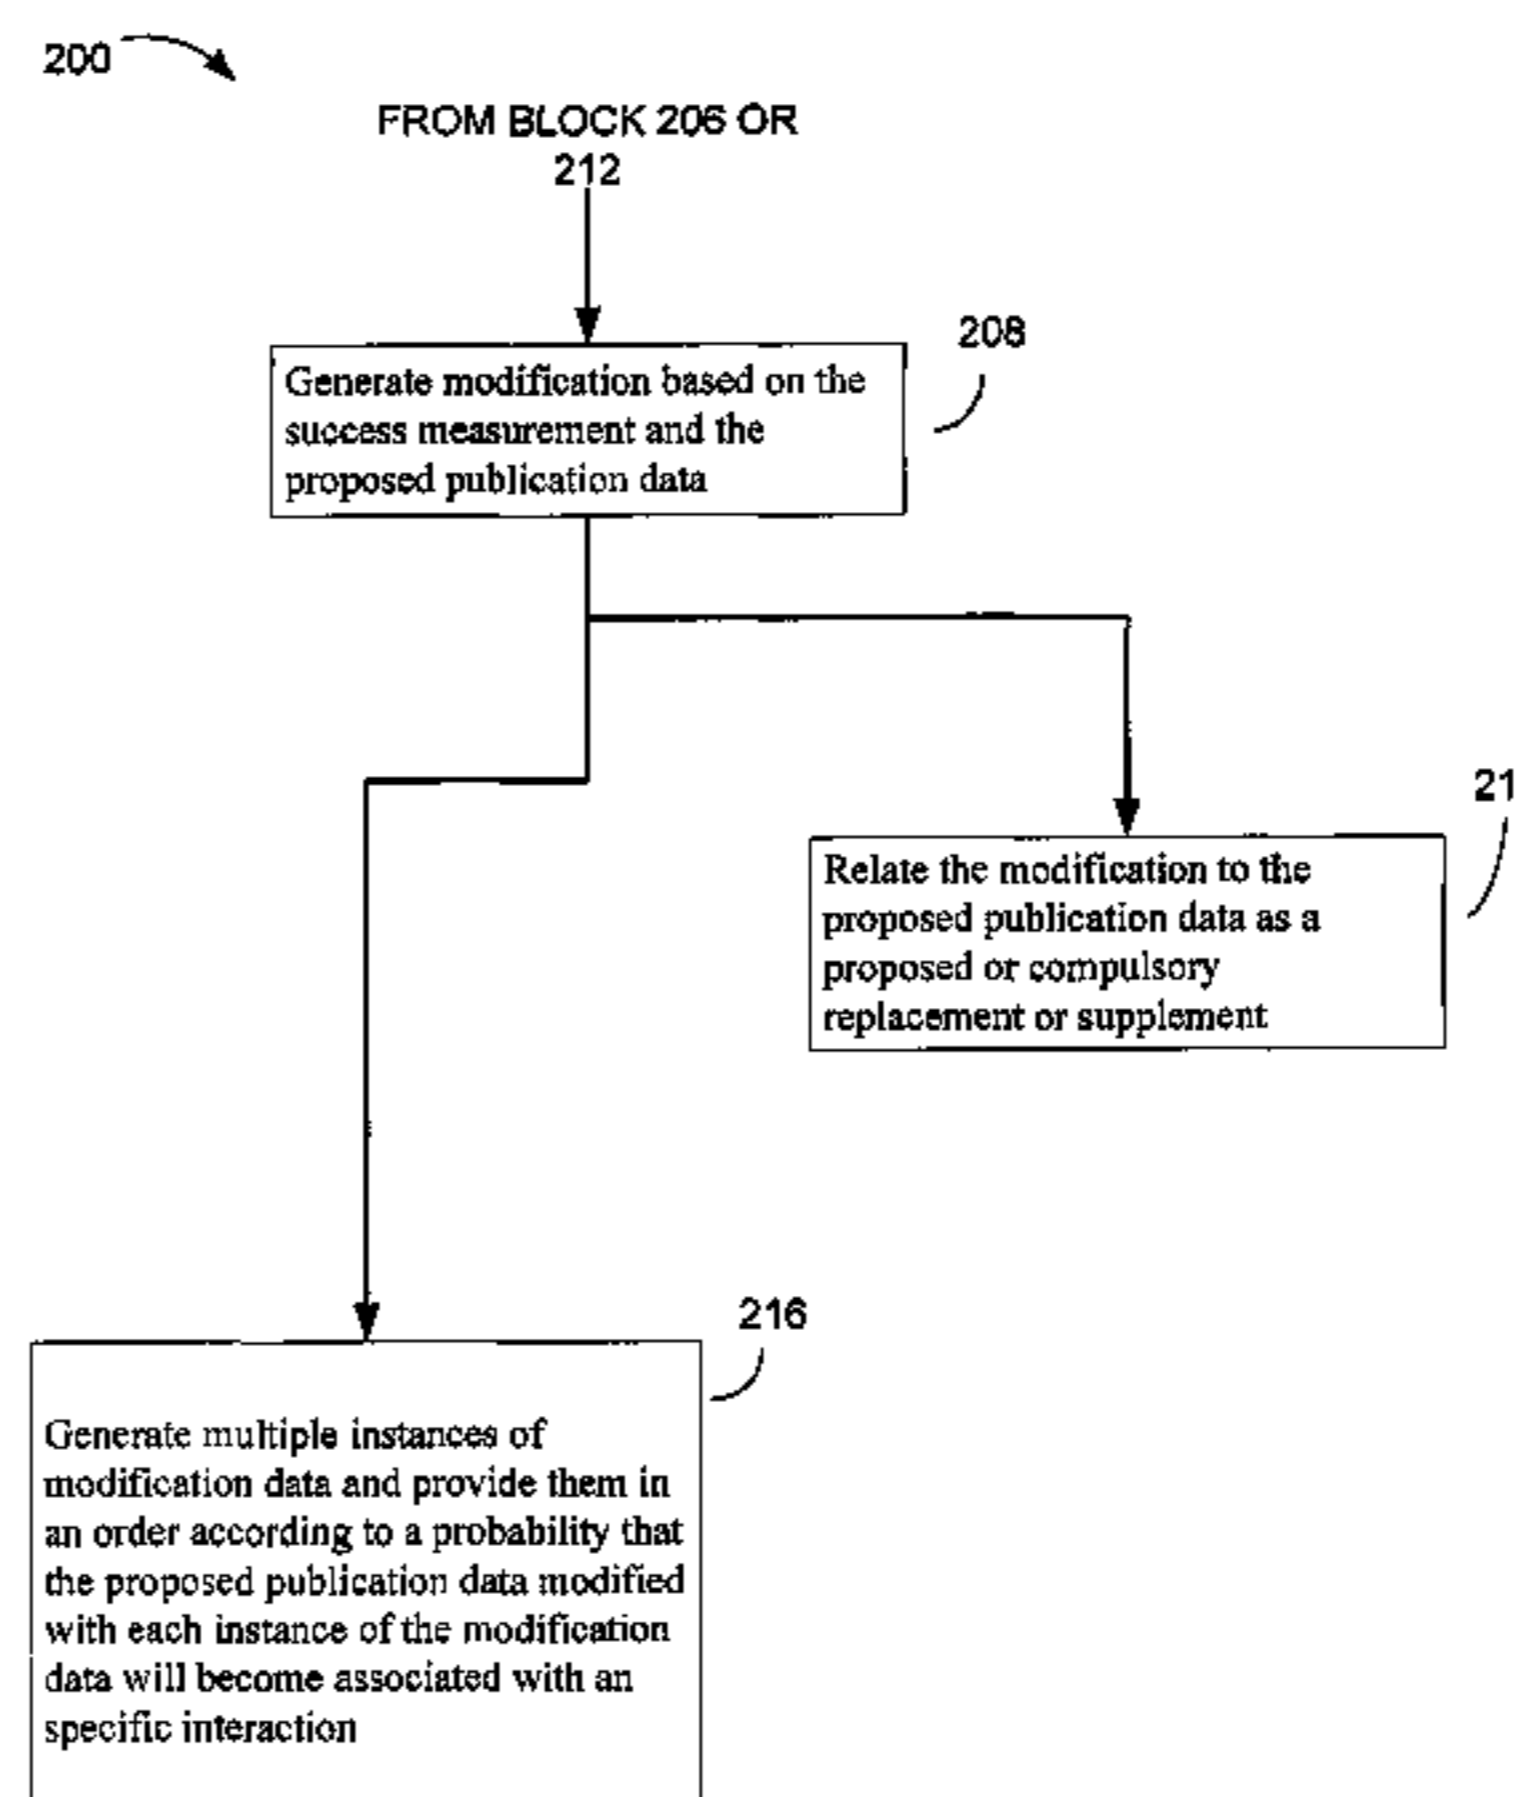 200
FROM BLOCK 206 OR
212
208
Generate modification based on the
success measurement and the
proposed publication data
21
Relate the modification to the
proposed publication data as a
proposed or compulsory
replacement or supplement
216
Generate multiple instances of
modification data and provide them in
an order according to a probability that
the proposed publication data modified
with each instance of the modification
data will become associated with an
specific interaction